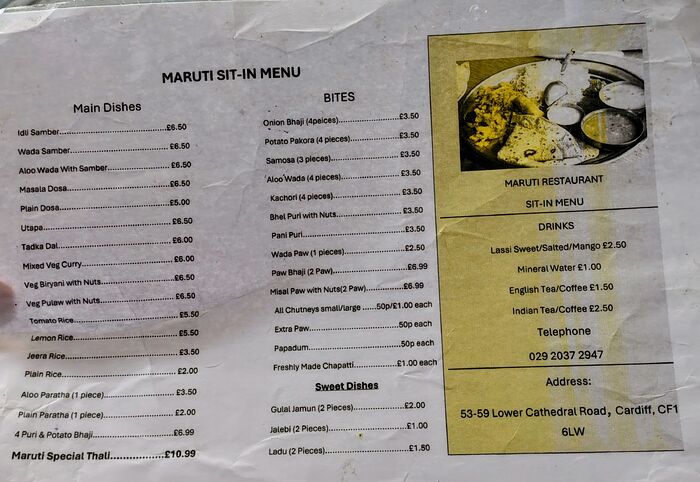 MARUTI SIT-IN MENU
Main Dishes
Idli Samber...£6.50
Wada Samber...£6.50
Aloo Wada With Samber...£6.50
Masala Dosa...£6.50
Plain Dosa...£5.00
Utapa...£6.50
Tadka Dal...£6.00
Mixed Veg Curry...£6.00
Veg Biryani with Nuts...£6.50
Veg Pulaw with Nuts...£6.50
Tomato Rice...£5.50
Lemon Rice...£5.50
Jeera Rice...£3.50
Plain Rice...£2.00
Aloo Paratha (1 piece)...£3.50
Plain Paratha (1 piece)...£2.00
4 Puri & Potato Bhaji...£6.99
Maruti Special Thali...£10.99
BITES
Onion Bhaji (4peices)...£3.50
Potato Pakora (4 pieces)...£3.50
Samosa (3 pieces)...£3.50
Aloo Wada (4 pieces)...£3.50
Kachori (4 pieces)...£3.50
Bhel Puri with Nuts...£3.50
Pani Puri...£3.50
Wada Paw (1 pieces)...£2.50
Paw Bhaji (2 Paw)...£6.99
Misal Paw with Nuts(2 Paw)...£6.99
All Chutneys small/large ...50p/£1.00 each
Extra Paw...50p each
Papadum...50p each
Freshly Made Chapatti...£1.00 each
Sweet Dishes
Gulal Jamun (2 Pieces)...£2.00
Jalebi (2 Pieces)...£1.00
Ladu (2 Pieces)...£1.50
MARUTI RESTAURANT
SIT-IN MENU
DRINKS
Lassi Sweet/Salted/Mango £2.50
Mineral Water £1.00
English Tea/Coffee £1.50
Indian Tea/Coffee £2.50
Telephone
029 2037 2947
Address:
53-59 Lower Cathedral Road, Cardiff, CF1
6LW